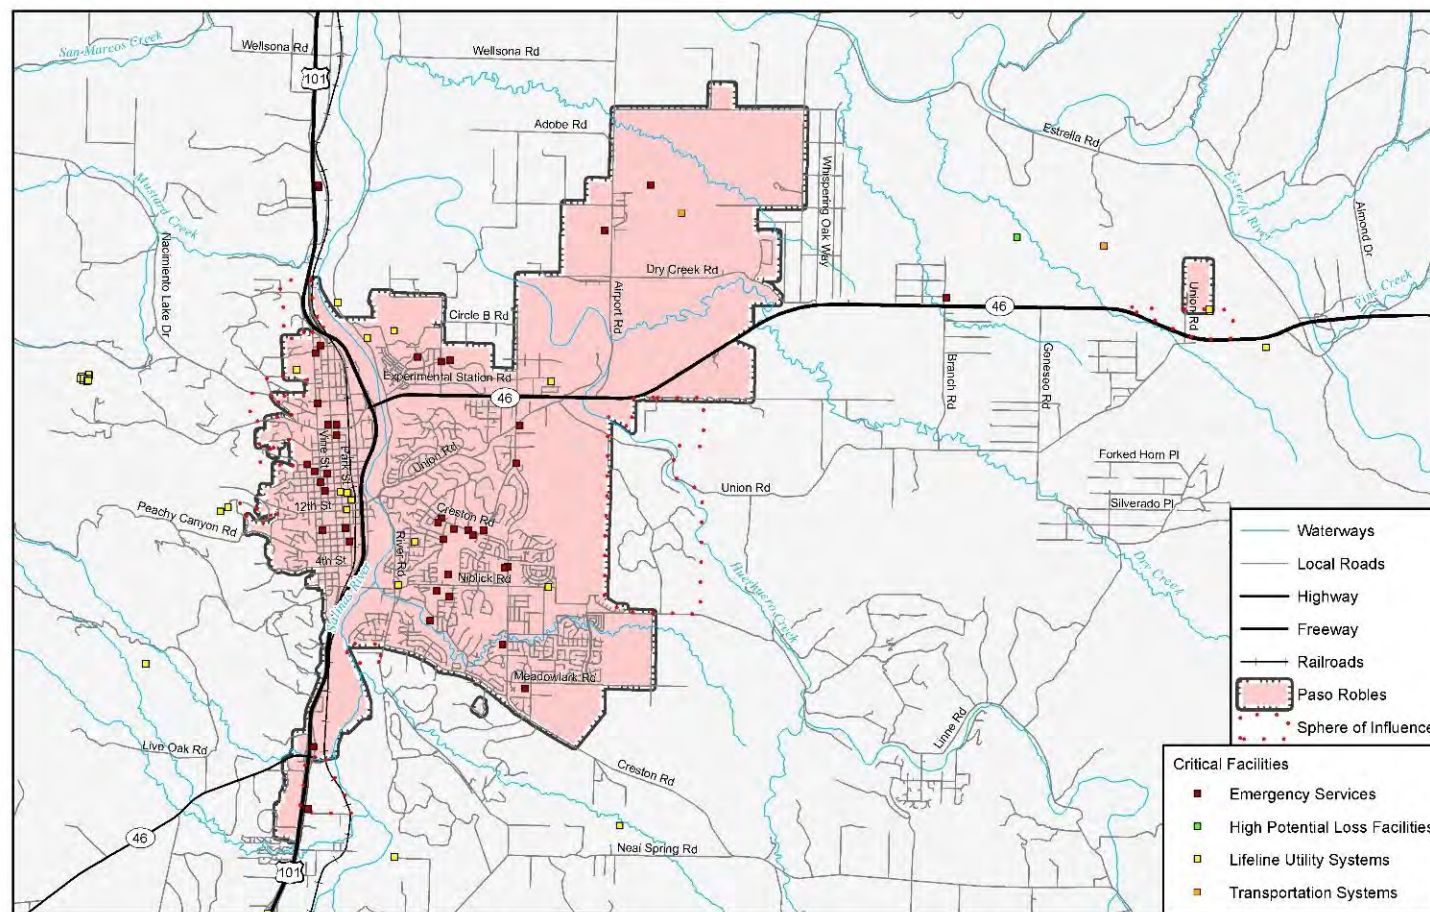 San Marcos Creek
Wellsona Rd
Wellsona Rd
101
Adobe Rd
Estrella Rd
Mustard Creek
Whispering Oak Way
Estrella River
Almond Dr
Nacimiento Lake Dr
Dry Creek Rd
Airport Rd
Union Rd
Pine Creek
46
Circle B Rd
Experimental Station Rd
46
Branch Rd
Geneseo Rd
Vine St
Park St
Union Rd
Forked Horn Pl
Union Rd
Silverado Pl
12th St
Creston Rd
Peachy Canyon Rd
River Rd
4th St
Niblick Rd
Salinas River
Huerhuero Creek
Dry Creek
Meadowlark Rd
Linne Rd
Live Oak Rd
Creston Rd
46
Neal Spring Rd
101
Waterways
Local Roads
Highway
Freeway
Railroads
Paso Robles
Sphere of Influence
Critical Facilities
Emergency Services
High Potential Loss Facilities
Lifeline Utility Systems
Transportation Systems